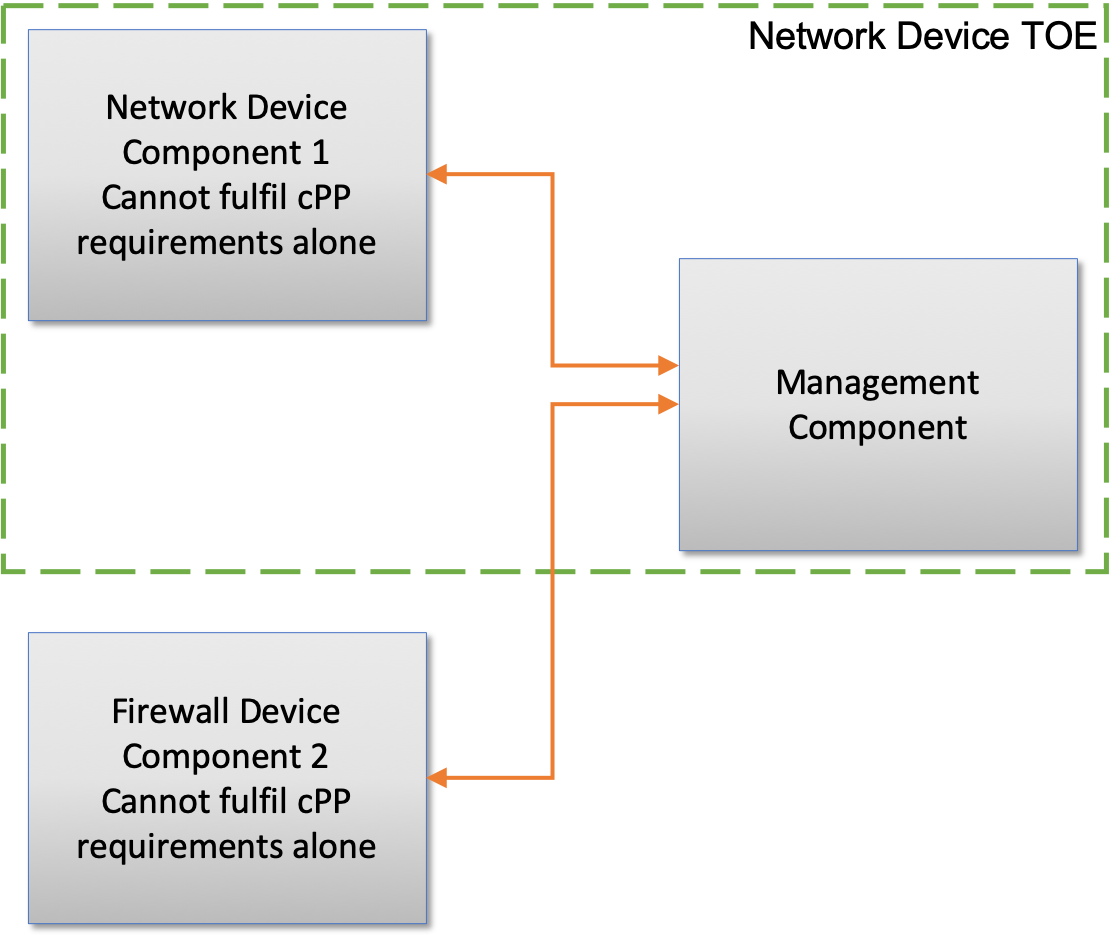 Network Device TOE
Network Device
Component 1
Cannot fulfil cPP
requirements alone
Management
Component
Firewall Device
Component 2
Cannot fulfil cPP
requirements alone